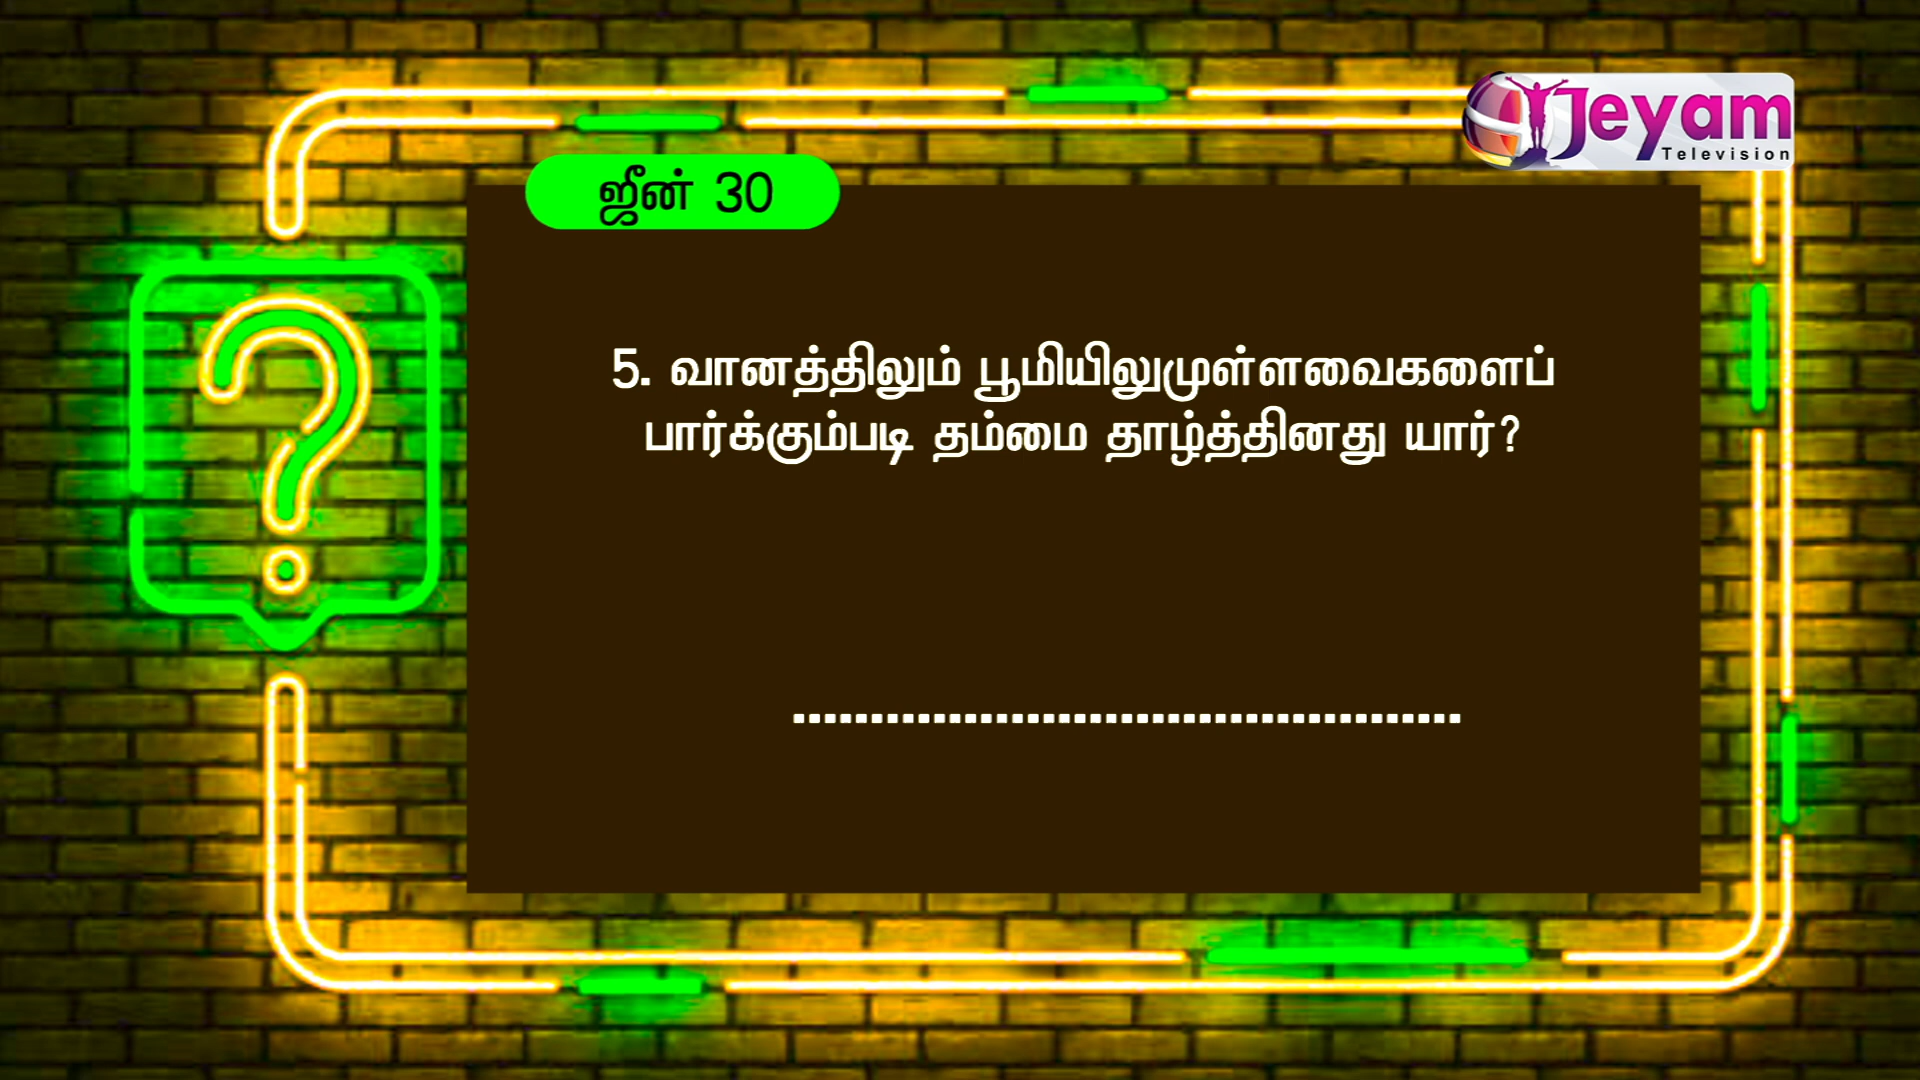 Jeyam
Television
ஜீன் 30
5. வானத்திலும் பூமியிலுமுள்ளவைகளைப்
பார்க்கும்படி தம்மை தாழ்த்தினது யார்?
...........................................